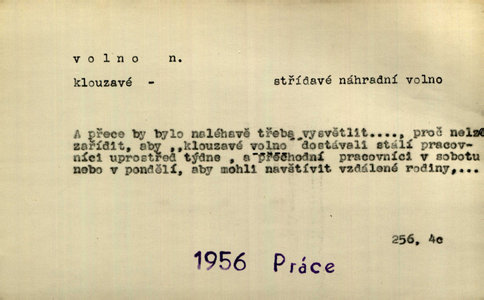 volno n.
klouzavé - střídavé náhradní volno
A přece by bylo naléhavě třeba vysvětlit...., proč nelze
zařídit, aby ,,klouzavé volno" dostávali stálí pracov-
níci uprostřed týdne , a přechodní pracovníci v sobotu
nebo v pondělí, aby mohli navštívit vzdálené rodiny,...
256, 4c
1956 Práce